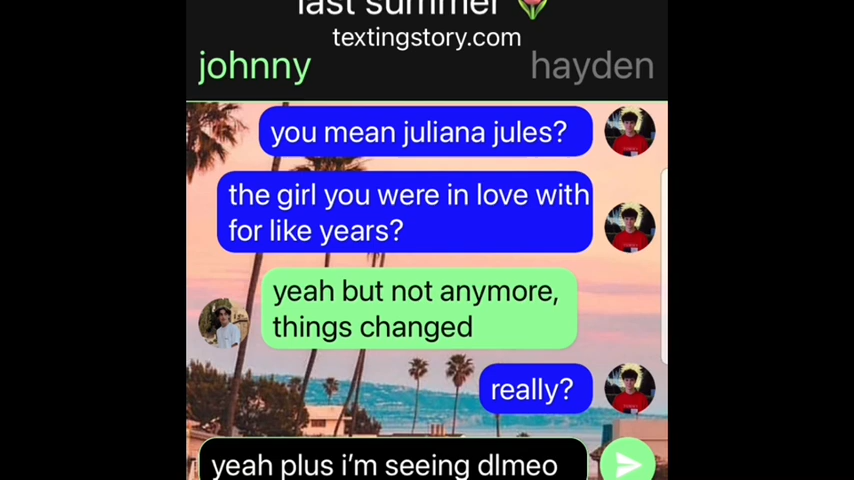 last summer 🌷
textingstory.com
johnny hayden
you mean juliana jules?
the girl you were in love with
for like years?
yeah but not anymore,
things changed
really?
yeah plus i'm seeing dlmeo